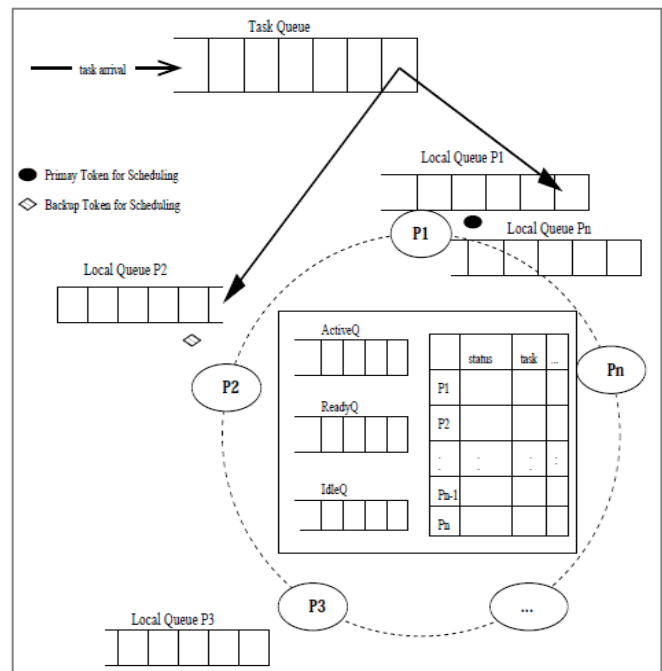 Task Queue
task arrival
Local Queue P1
Primay Token for Scheduling
Backup Token for Scheduling
Local Queue Pn
P1
Local Queue P2
ActiveQ
status task ...
P1
Pn
P2
P2
ReadyQ
: : : :
IdleQ
Pn-1
Pn
P3
...
Local Queue P3